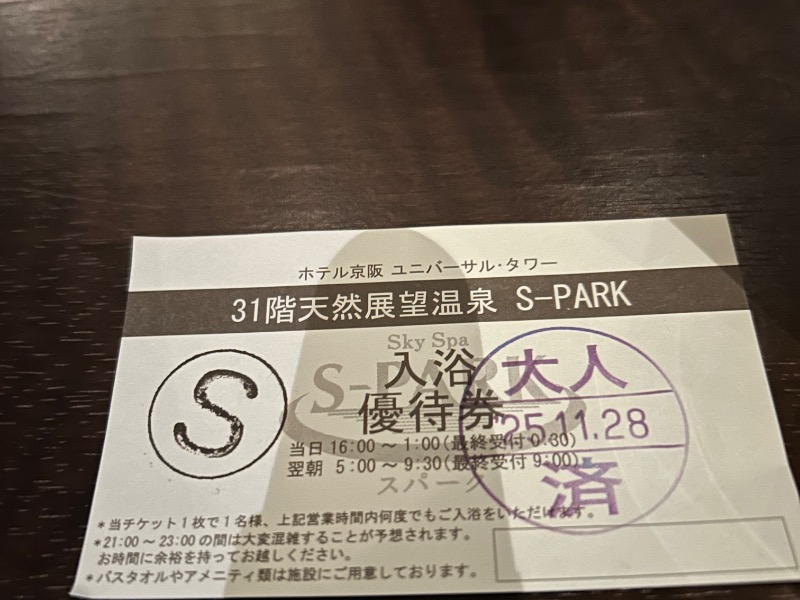 ホテル京阪 ユニバーサル・タワー
31階天然展望温泉 S-PARK
Sky Spa
S-PARK
スパーク
S
入浴
優待券
当日 16:00～1:00(最終受付 0:30)
翌朝 5:00～9:30(最終受付 9:00)
大人
25.11.28
済
*当チケット1枚で1名様、上記営業時間内何度でもご入浴をいただけます。
*21:00～23:00の間は大変混雑することが予想されます。
お時間に余裕を持ってお越しください。
*バスタオルやアメニティ類は施設にご用意しております。